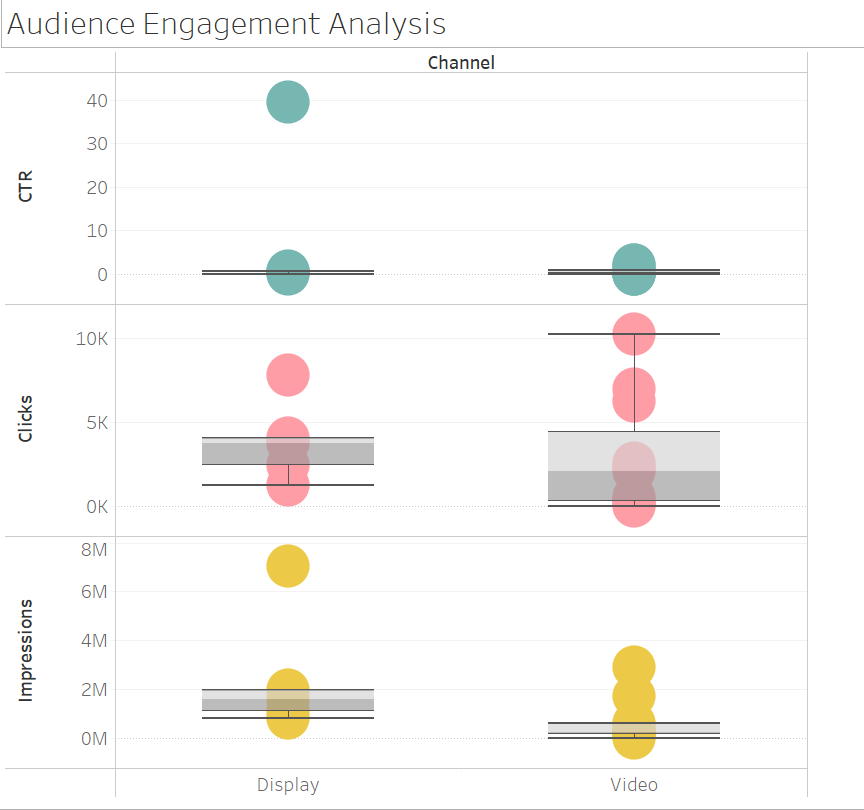 Audience Engagement Analysis
Channel
CTR
40
30
20
10
0
Clicks
10K
5K
0K
Impressions
8M
6M
4M
2M
0M
Display Video